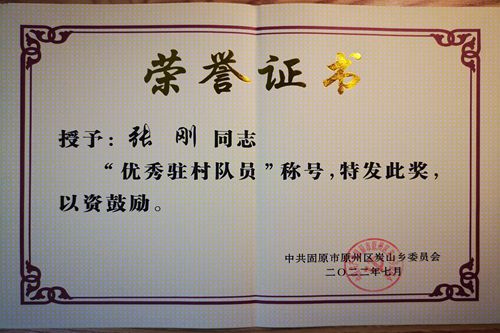 荣誉证书
授予：张刚同志
“优秀驻村队员”称号，特发此奖，
以资鼓励。
中共固原市原州区炭山乡委员会
二〇二二年七月